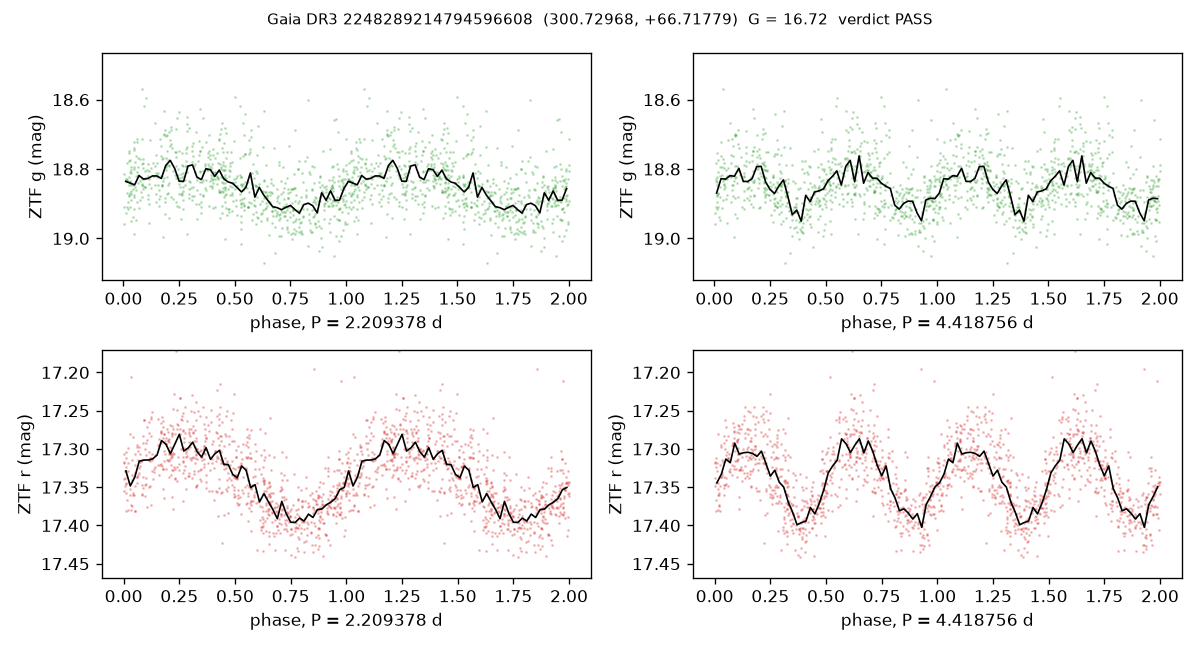 Gaia DR3 2248289214794596608  (300.72968, +66.71779)  G = 16.72  verdict PASS
ZTF g (mag)
18.6
18.8
19.0
0.00 0.25 0.50 0.75 1.00 1.25 1.50 1.75 2.00
phase, P = 2.209378 d
ZTF g (mag)
18.6
18.8
19.0
0.00 0.25 0.50 0.75 1.00 1.25 1.50 1.75 2.00
phase, P = 4.418756 d
ZTF r (mag)
17.20
17.25
17.30
17.35
17.40
17.45
0.00 0.25 0.50 0.75 1.00 1.25 1.50 1.75 2.00
phase, P = 2.209378 d
ZTF r (mag)
17.20
17.25
17.30
17.35
17.40
17.45
0.00 0.25 0.50 0.75 1.00 1.25 1.50 1.75 2.00
phase, P = 4.418756 d